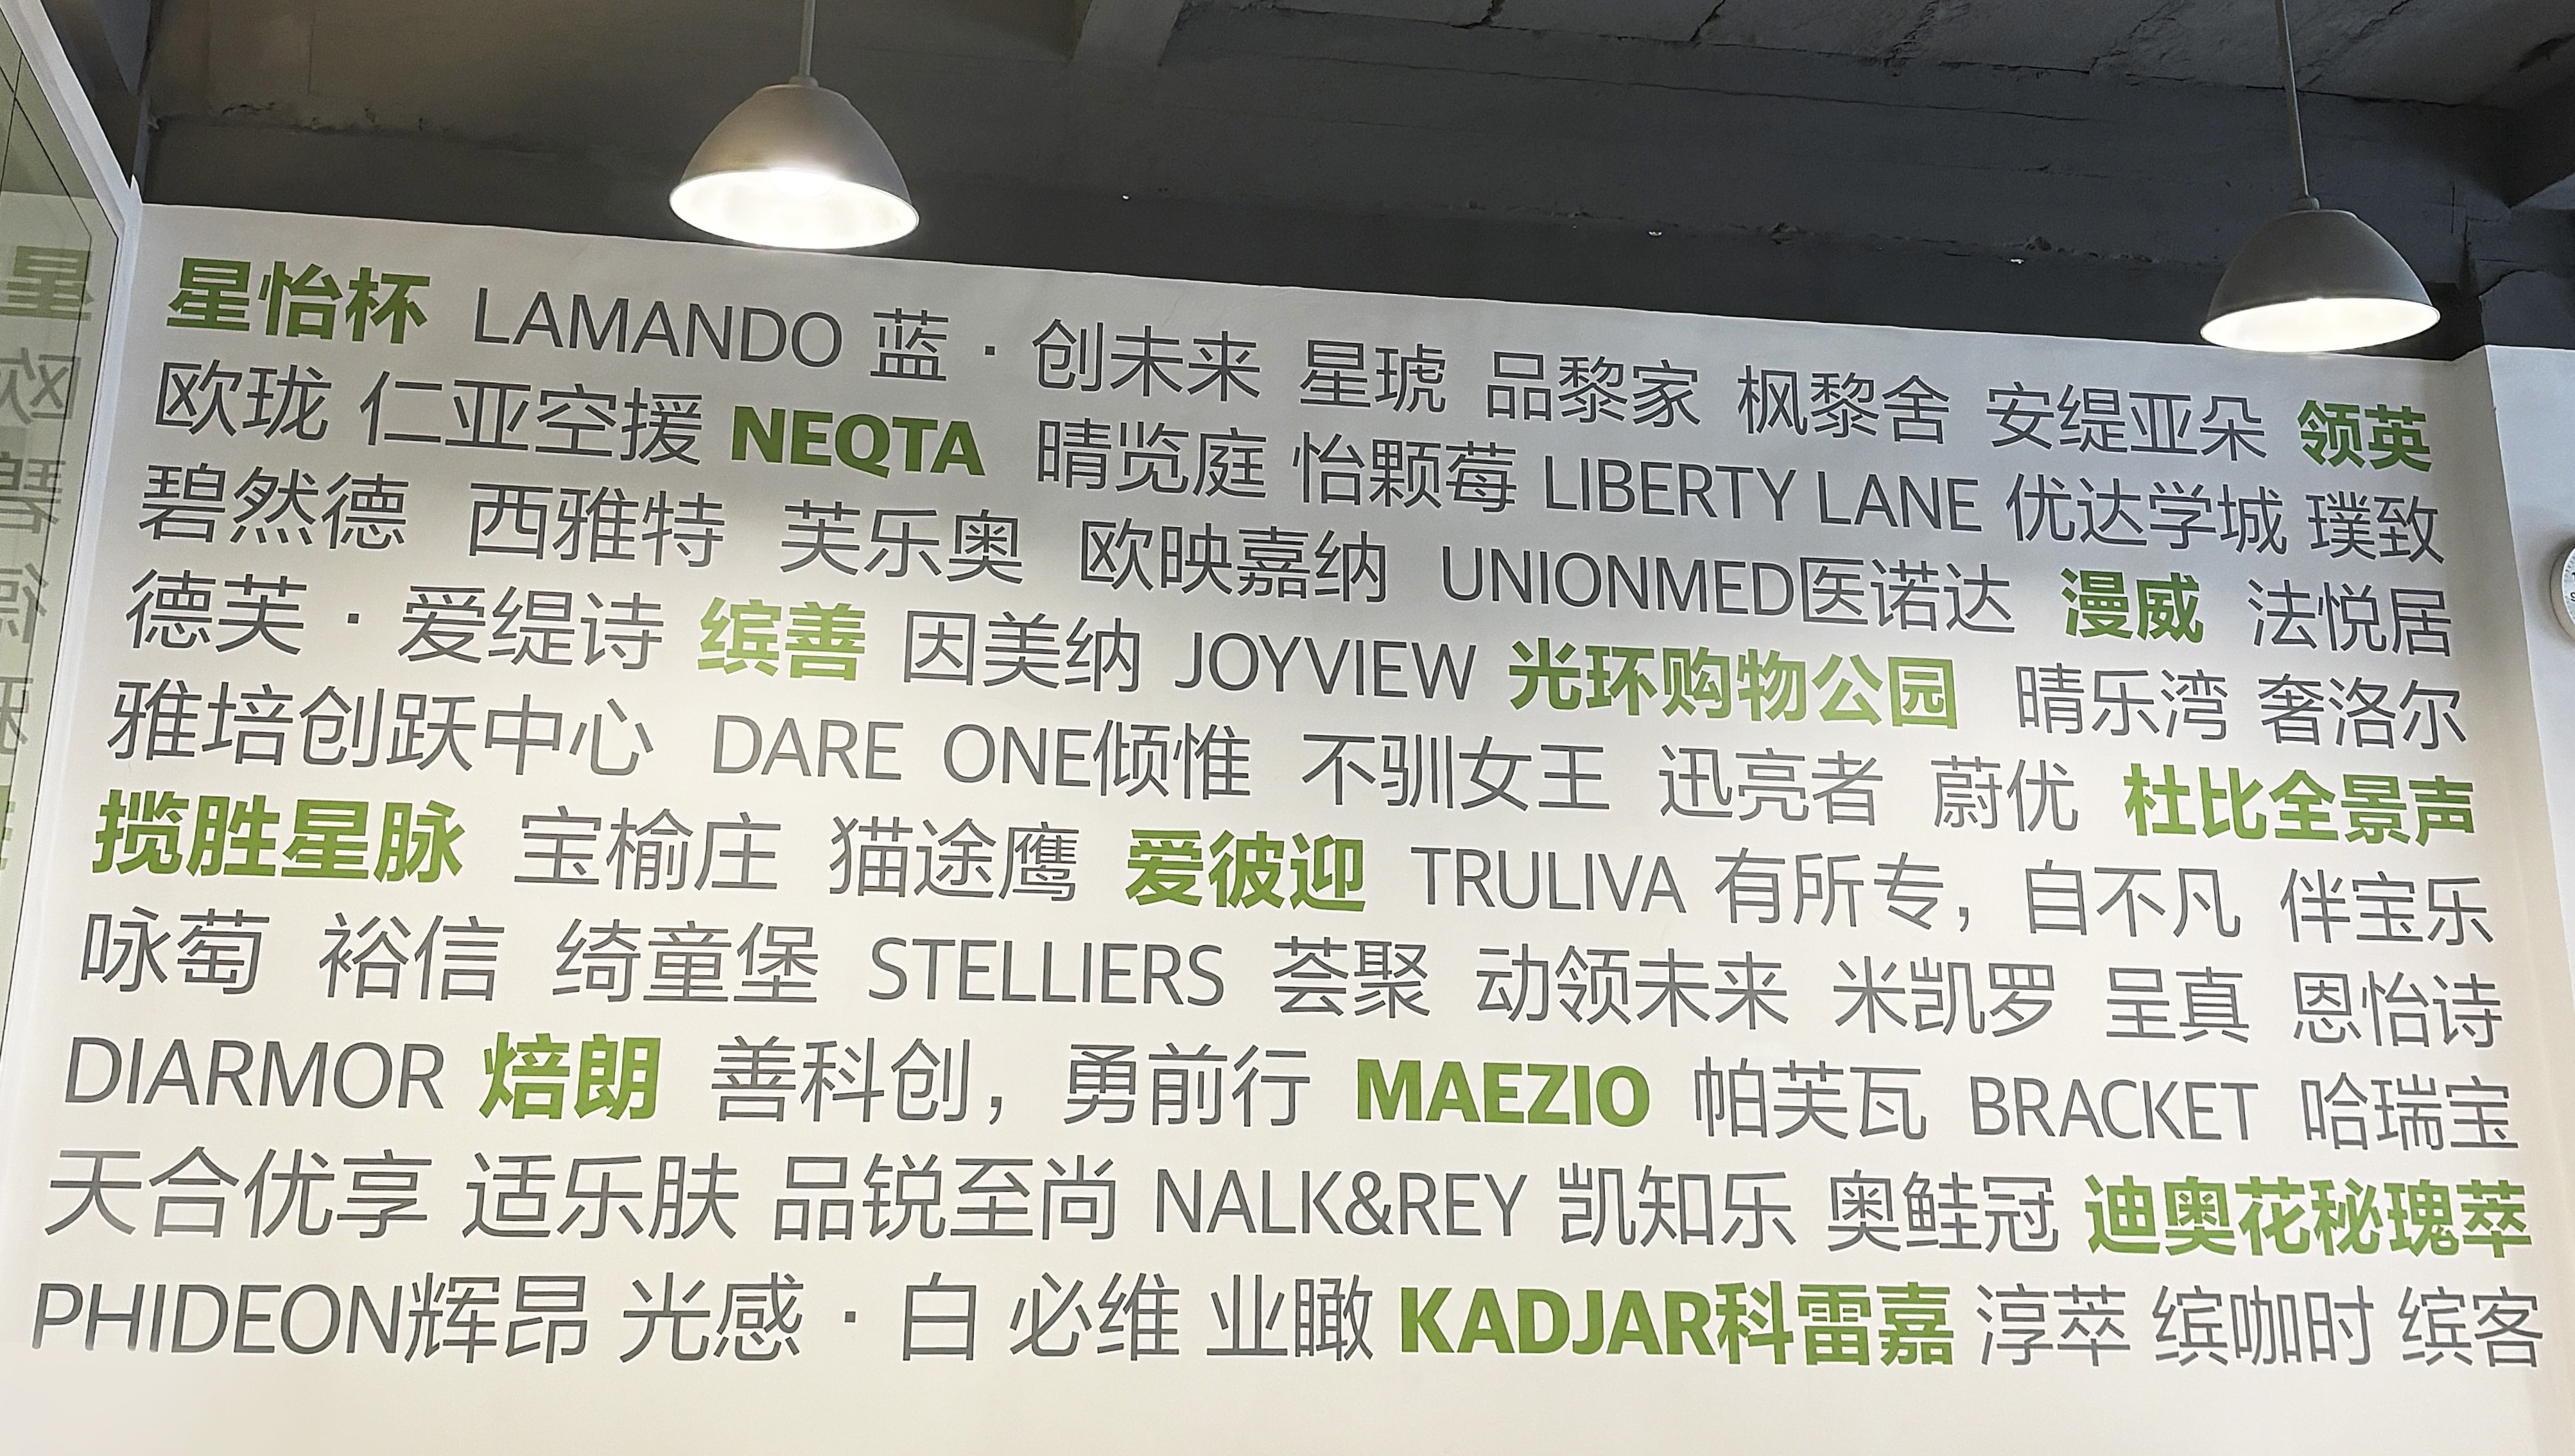 星怡杯 LAMANDO 蓝·创未来 星琥 品黎家 枫黎舍 安缇亚朵 领英
欧珑 仁亚空援 NEQTA 晴览庭 怡颗莓 LIBERTY LANE 优达学城 璞致
碧然德 西雅特 芙乐奥 欧映嘉纳 UNIONMED医诺达 漫威 法悦居
德芙·爱缇诗 缤善 因美纳 JOYVIEW 光环购物公园 晴乐湾 奢洛尔
雅培创跃中心 DARE ONE倾惟 不驯女王 迅亮者 蔚优 杜比全景声
揽胜星脉 宝榆庄 猫途鹰 爱彼迎 TRULIVA 有所专，自不凡 伴宝乐
咏萄 裕信 绮童堡 STELLIERS 荟聚 动领未来 米凯罗 呈真 恩怡诗
DIARMOR 焙朗 善科创，勇前行 MAEZIO 帕芙瓦 BRACKET 哈瑞宝
天合优享 适乐肤 品锐至尚 NALK&REY 凯知乐 奥鲑冠 迪奥花秘瑰萃
PHIDEON辉昂 光感·白 必维 业瞰 KADJAR科雷嘉 淳萃 缤咖时 缤客